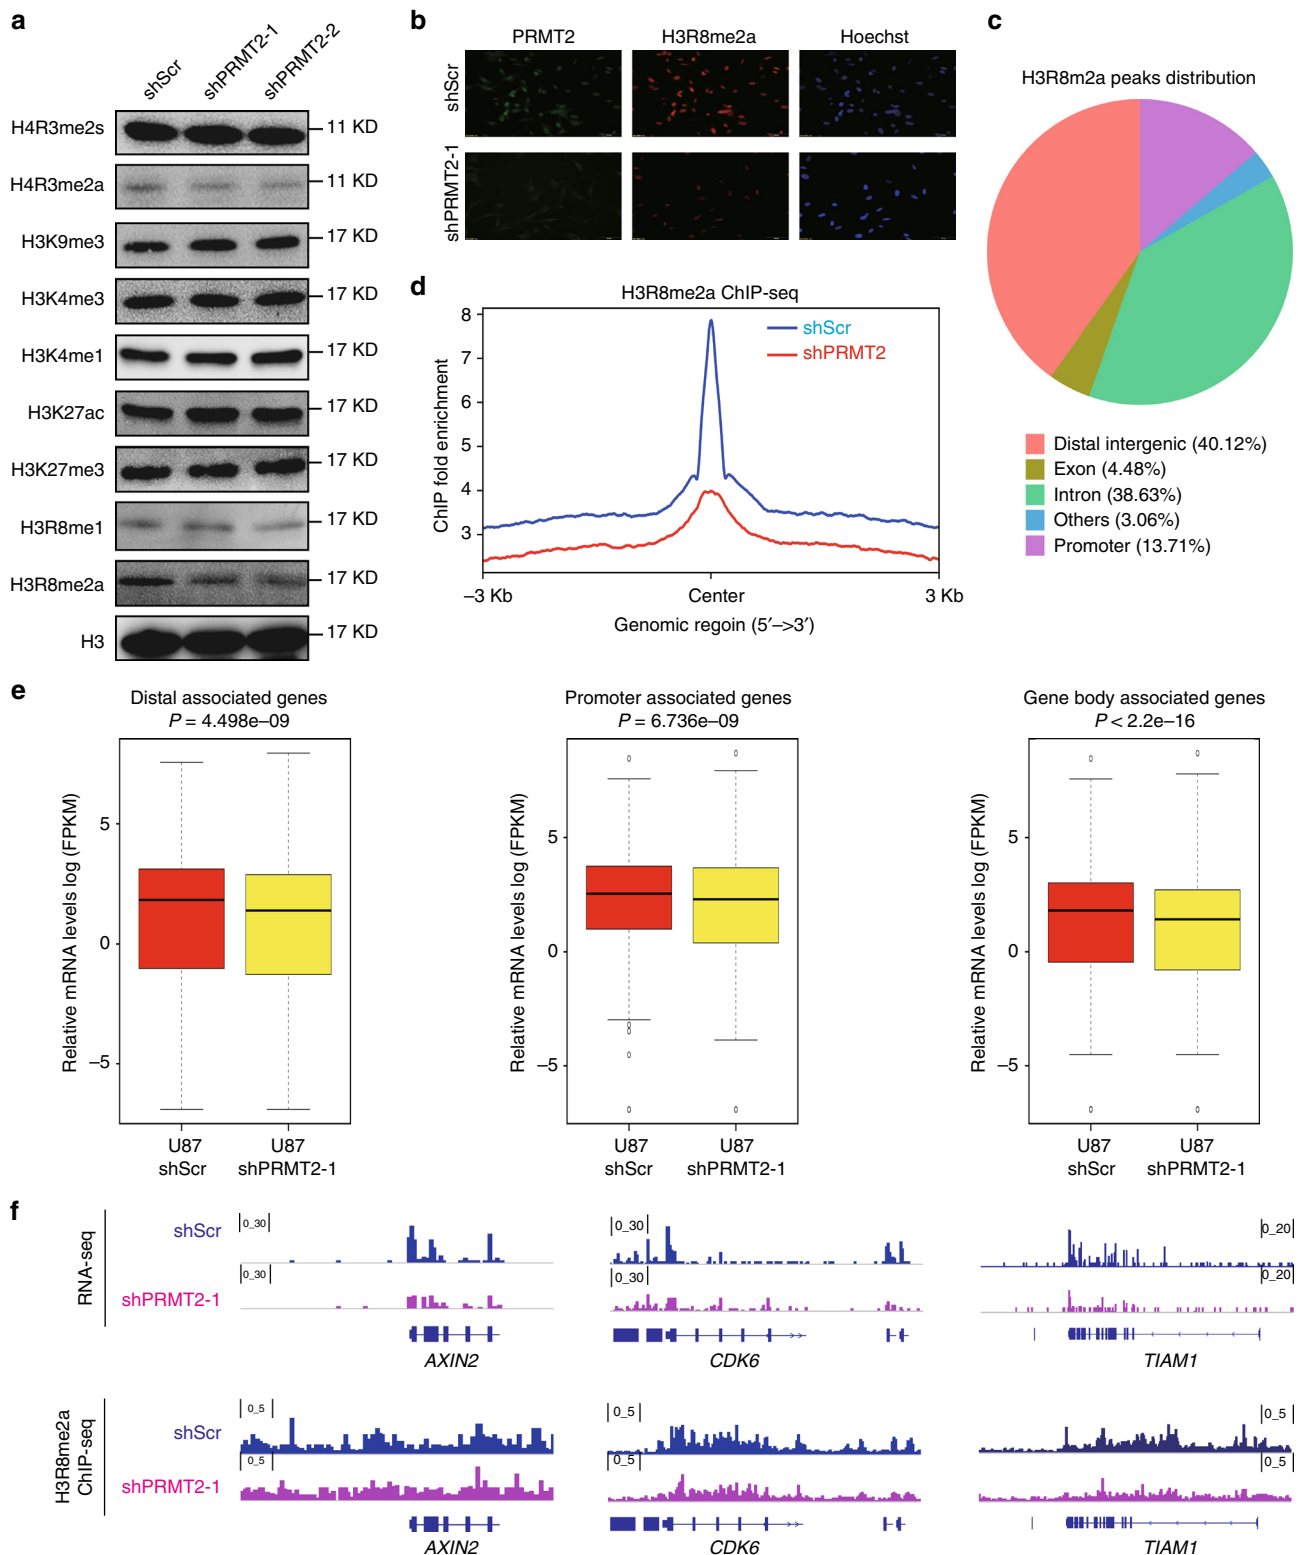 a
shScr
shPRMT2-1
shPRMT2-2
H4R3me2s
11 KD
H4R3me2a
11 KD
H3K9me3
17 KD
H3K4me3
17 KD
H3K4me1
17 KD
H3K27ac
17 KD
H3K27me3
17 KD
H3R8me1
17 KD
H3R8me2a
17 KD
H3
17 KD
b
PRMT2
H3R8me2a
Hoechst
shScr
shPRMT2-1
c
H3R8m2a peaks distribution
Distal intergenic (40.12%)
Exon (4.48%)
Intron (38.63%)
Others (3.06%)
Promoter (13.71%)
d
H3R8me2a ChIP-seq
shScr
shPRMT2
ChIP fold enrichment
8
7
6
5
4
3
–3 Kb
Center
3 Kb
Genomic regoin (5′–>3′)
e
Distal associated genes
P = 4.498e–09
Relative mRNA levels log (FPKM)
5
0
–5
U87
shScr
U87
shPRMT2-1
Promoter associated genes
P = 6.736e–09
Relative mRNA levels log (FPKM)
5
0
–5
U87
shScr
U87
shPRMT2-1
Gene body associated genes
P < 2.2e–16
Relative mRNA levels log (FPKM)
5
0
–5
U87
shScr
U87
shPRMT2-1
f
RNA-seq
shScr
0_30
0_30
0_20
shPRMT2-1
0_30
0_30
0_20
AXIN2
CDK6
TIAM1
H3R8me2a
ChIP-seq
shScr
0_5
0_5
0_5
shPRMT2-1
0_5
0_5
0_5
AXIN2
CDK6
TIAM1